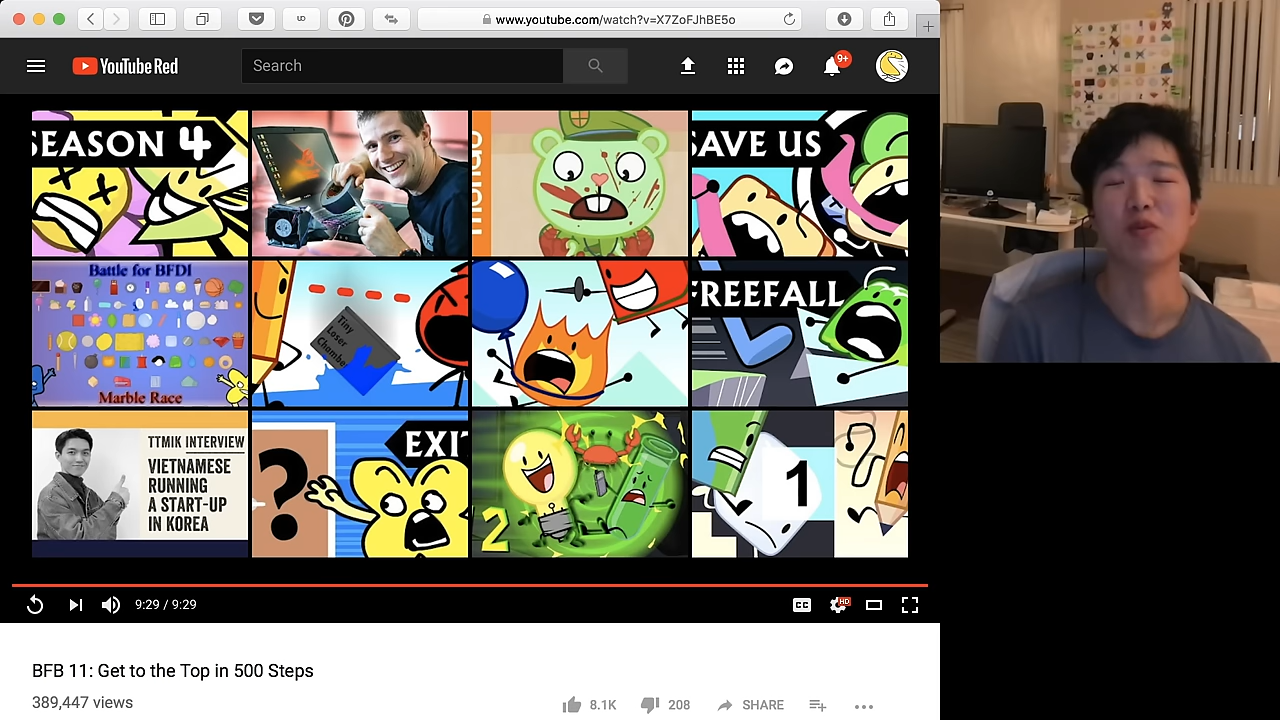 www.youtube.com/watch?v=X7ZoFJhBE5o
YouTube Red
Search
9+
SEASON 4
SAVE US
Battle for BFDI
Marble Race
Tiny
Loser
Chamber
FREEFALL
TTMIK INTERVIEW
VIETNAMESE
RUNNING
A START-UP
IN KOREA
?
EXIT
2
1
9:29 / 9:29
CC
HD
BFB 11: Get to the Top in 500 Steps
389,447 views
8.1K
208
SHARE